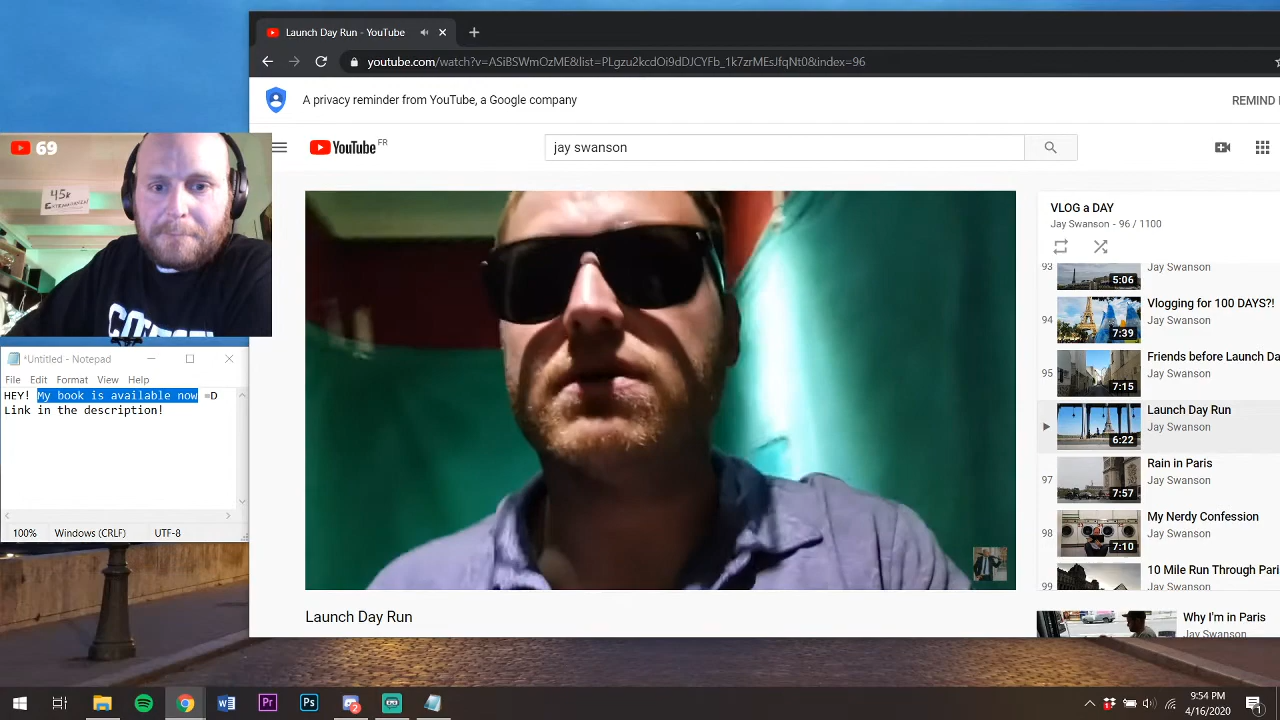 Launch Day Run - YouTube
youtube.com/watch?v=ASiBSWmOzME&list=PLgzu2kcdOi9dDJCYFb_1k7zrMEsJfqNt0&index=96
A privacy reminder from YouTube, a Google company
REMIND
YouTube FR
jay swanson
69
45k
VLOG a DAY
Jay Swanson - 96 / 1100
93
5:06
Jay Swanson
94
7:39
Vlogging for 100 DAYS?!
Jay Swanson
95
7:15
Friends before Launch Da
Jay Swanson
6:22
Launch Day Run
Jay Swanson
97
7:57
Rain in Paris
Jay Swanson
98
7:10
My Nerdy Confession
Jay Swanson
99
10 Mile Run Through Pari
Jay Swanson
Why I'm in Paris
Jay Swanson
Launch Day Run
*Untitled - Notepad
File Edit Format View Help
HEY! My book is available now =D
Link in the description!
100% Windows (CRLF) UTF-8
W
Pr
Ps
2
9:54 PM
4/16/2020
1